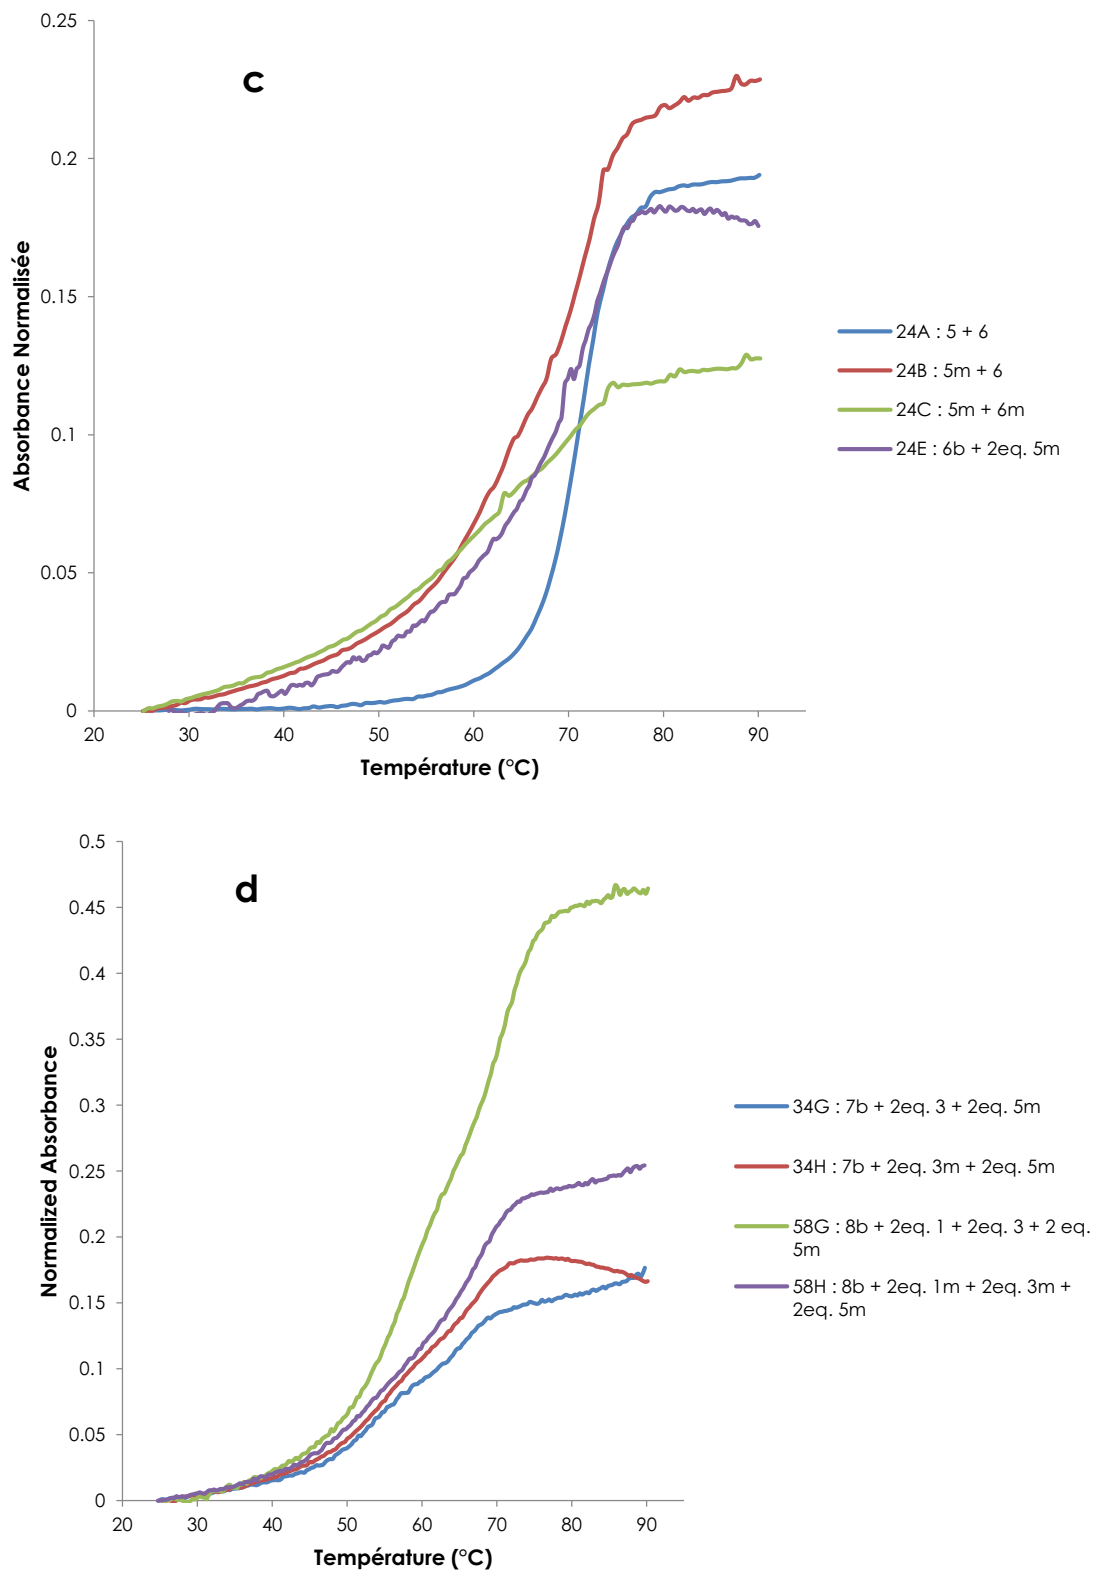 0.25
c
0.2
0.15
0.1
0.05
0
Absorbance Normalisée
20 30 40 50 60 70 80 90
Température (°C)
24A : 5 + 6
24B : 5m + 6
24C : 5m + 6m
24E : 6b + 2eq. 5m
0.5
d
0.45
0.4
0.35
0.3
0.25
0.2
0.15
0.1
0.05
0
Normalized Absorbance
20 30 40 50 60 70 80 90
Température (°C)
34G : 7b + 2eq. 3 + 2eq. 5m
34H : 7b + 2eq. 3m + 2eq. 5m
58G : 8b + 2eq. 1 + 2eq. 3 + 2 eq.
5m
58H : 8b + 2eq. 1m + 2eq. 3m +
2eq. 5m